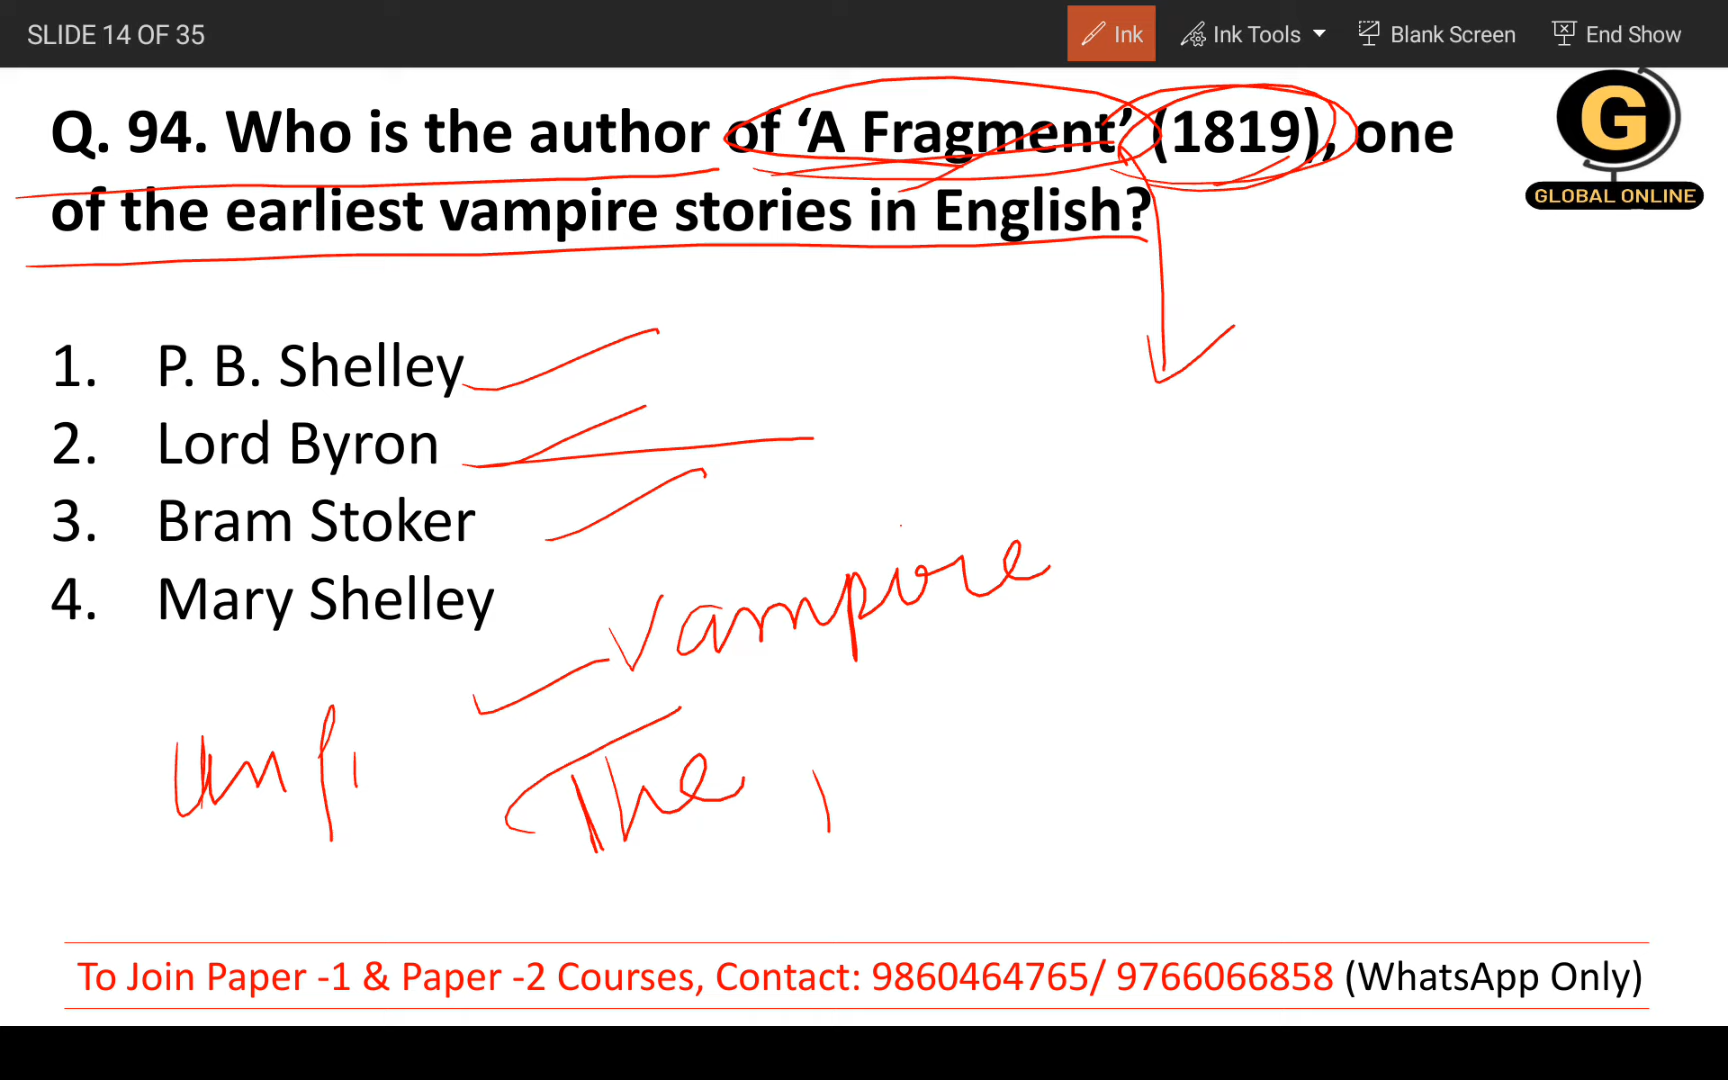 SLIDE 14 OF 35
Ink
Ink Tools
Blank Screen
End Show
Q. 94. Who is the author of ‘A Fragment’ (1819), one
of the earliest vampire stories in English?
G
GLOBAL ONLINE
1. P. B. Shelley
2. Lord Byron
3. Bram Stoker
4. Mary Shelley
Vampire
The
To Join Paper -1 & Paper -2 Courses, Contact: 9860464765/ 9766066858 (WhatsApp Only)